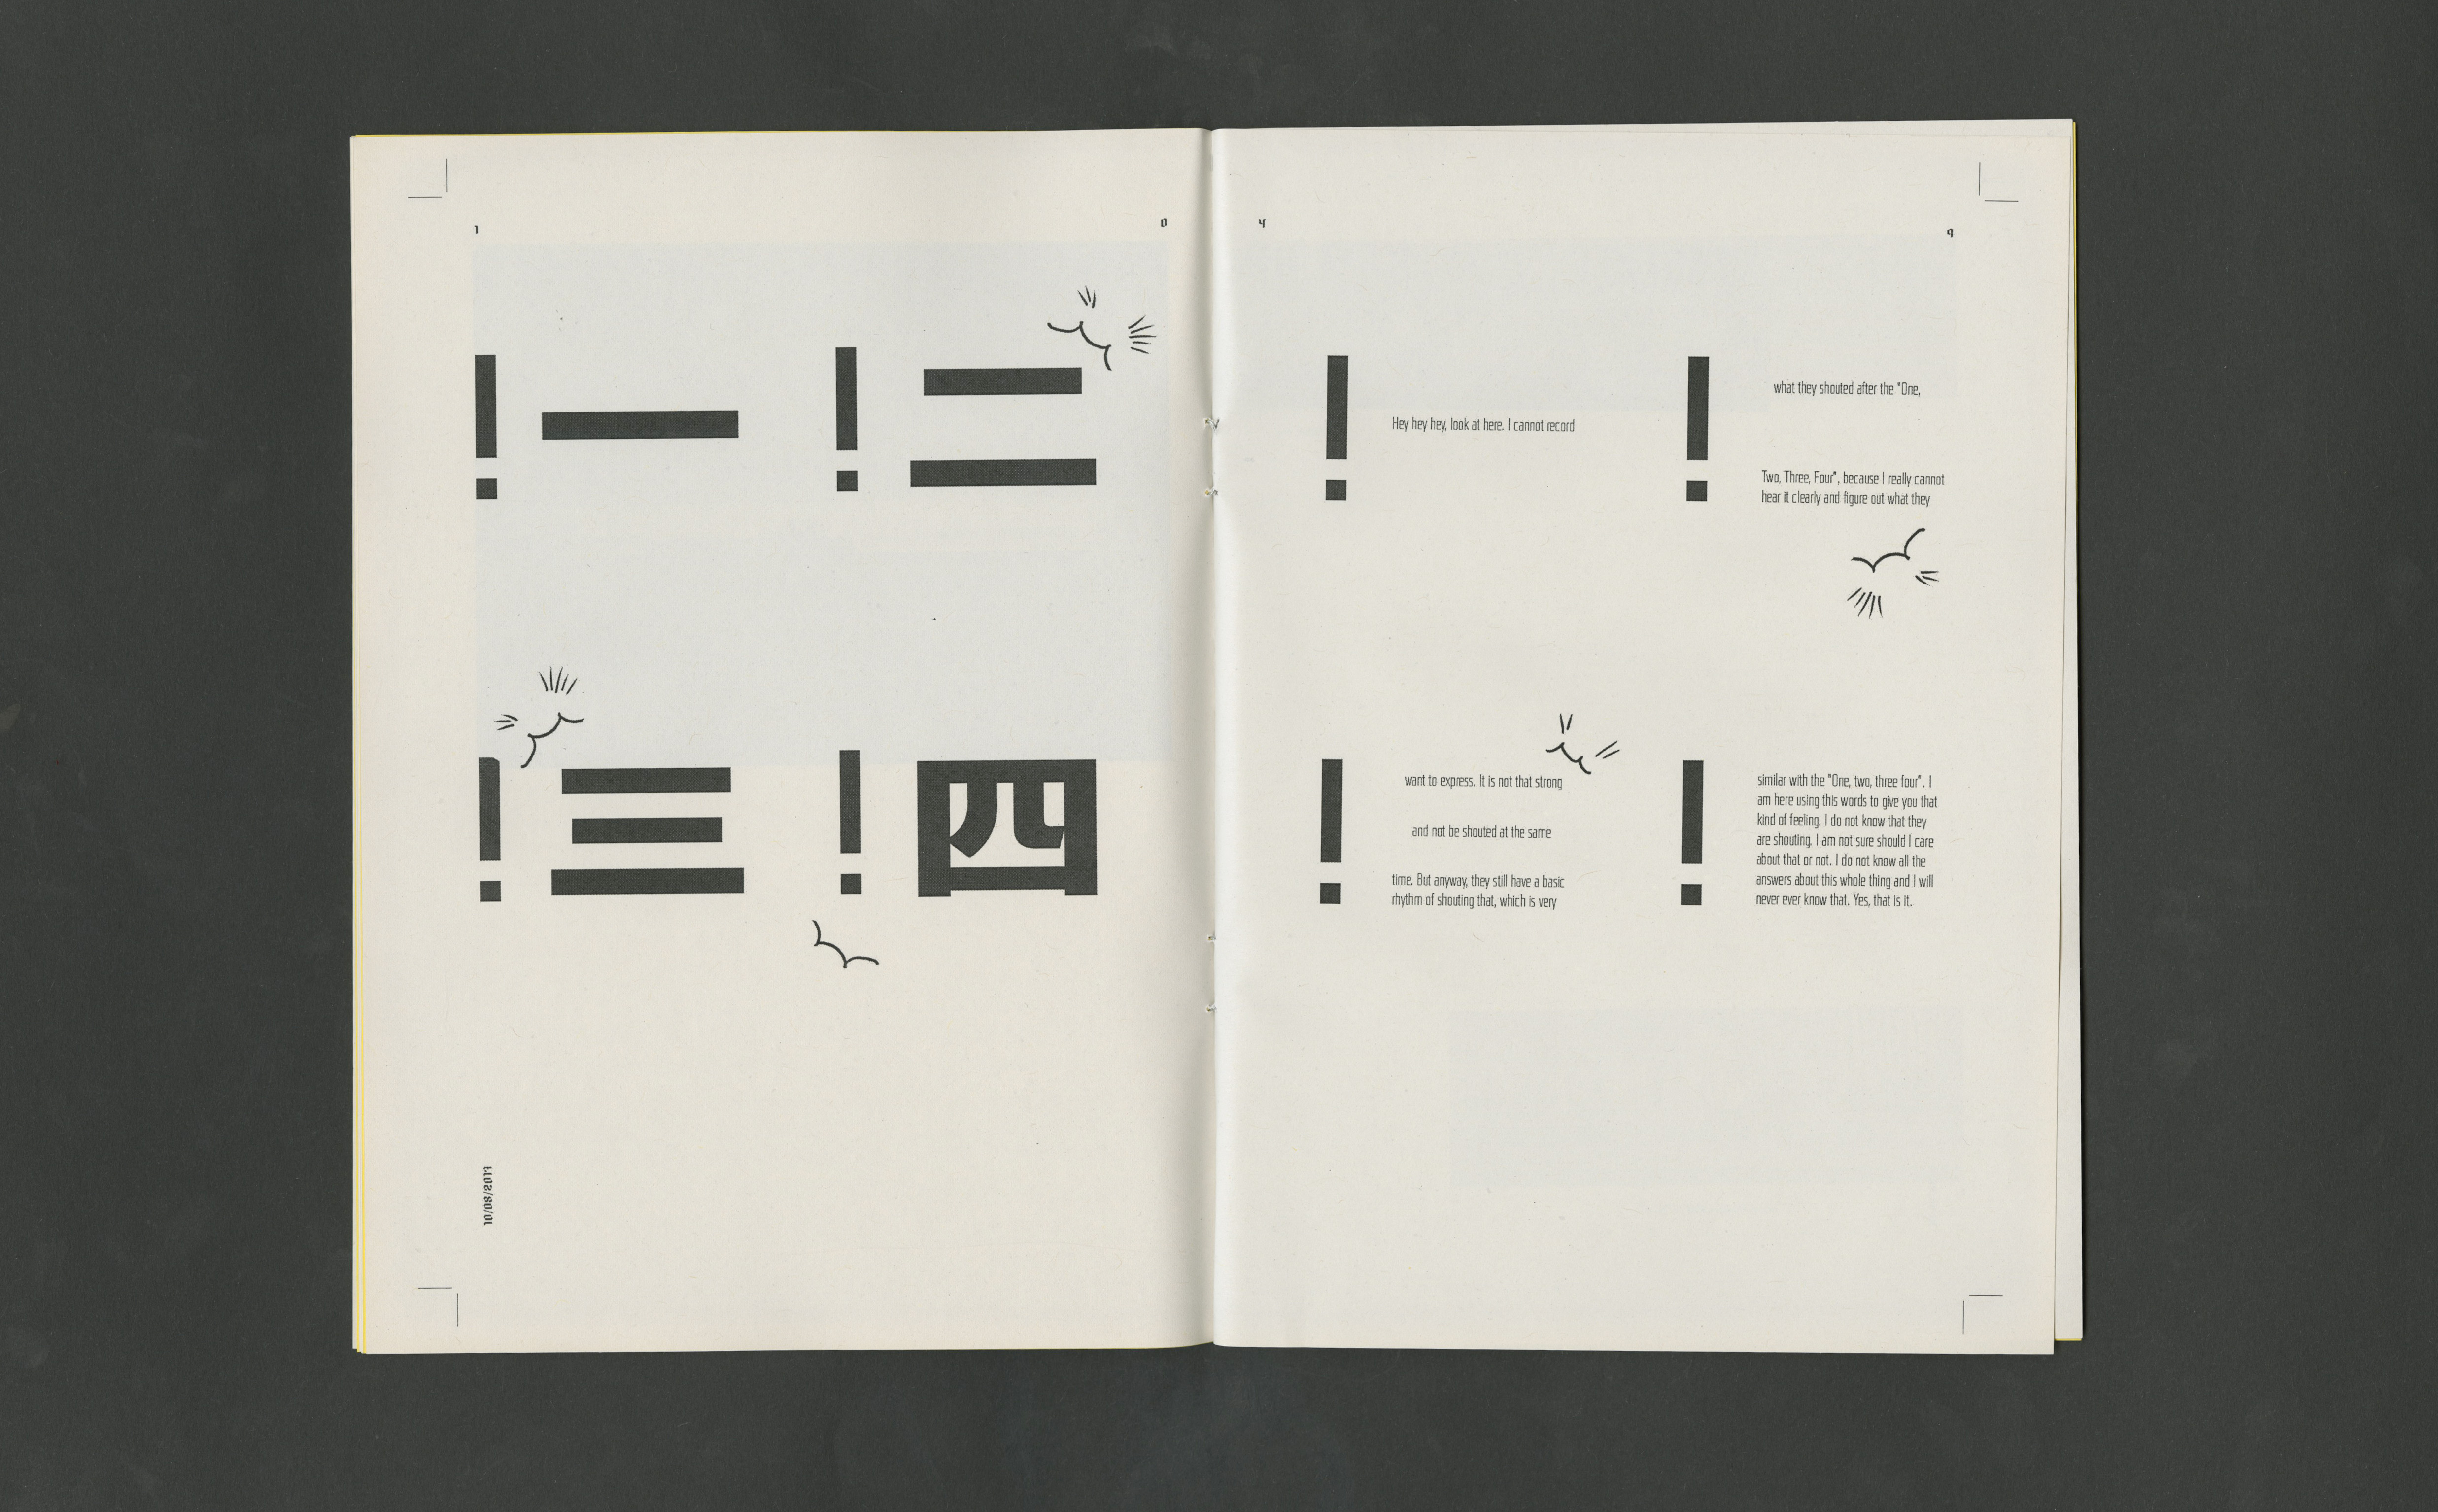 1 0
! 一 ! 二
! 三 ! 四
10/08/2013
4 9
!
Hey hey hey, look at here. I cannot record
!
what they shouted after the "One,
Two, Three, Four", because I really cannot
hear it clearly and figure out what they
!
want to express. It is not that strong
and not be shouted at the same
time. But anyway, they still have a basic
rhythm of shouting that, which is very
!
similar with the "One, two, three four". I
am here using this words to give you that
kind of feeling. I do not know that they
are shouting. I am not sure should I care
about that or not. I do not know all the
answers about this whole thing and I will
never ever know that. Yes, that is it.